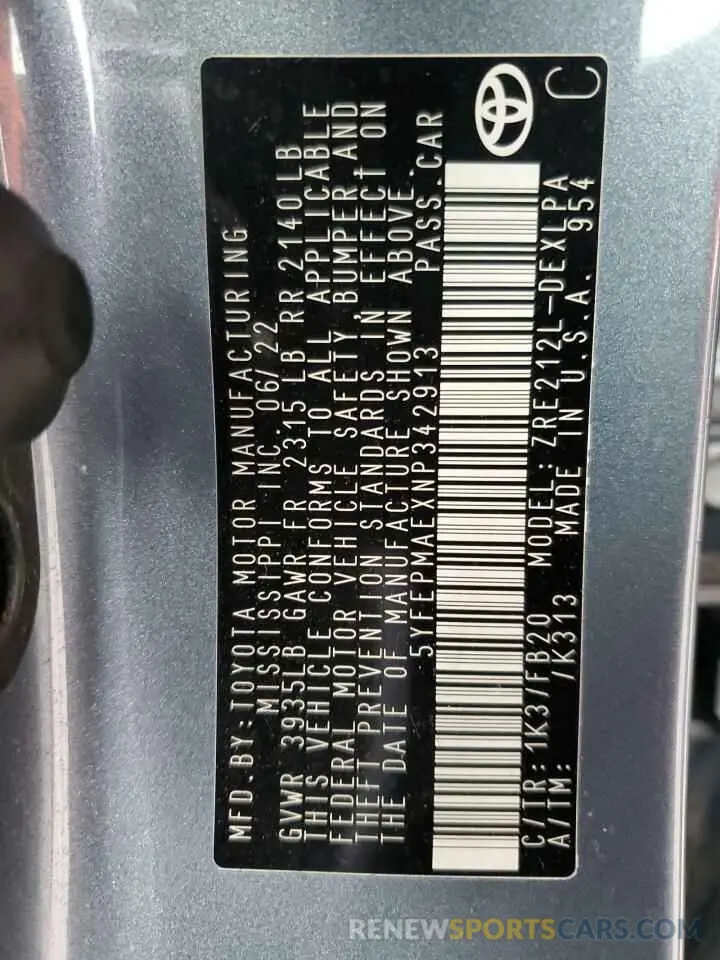 MFD.BY:TOYOTA MOTOR MANUFACTURING
MISSISSIPPI INC. 06/22
GVWR 3935LB GAWR FR 2315 LB RR 2140 LB
THIS VEHICLE CONFORMS TO ALL APPLICABLE
FEDERAL MOTOR VEHICLE SAFETY, BUMPER, AND
THEFT PREVENTION STANDARDS IN EFFECT ON
THE DATE OF MANUFACTURE SHOWN ABOVE.
5YFEPMAEXNP342913 PASS.CAR
C/TR: 1K3/FB20 MODEL: ZRE212L-DEXLPA
A/TM: /K313 MADE IN U.S.A. 954
C
RENEWSPORTSCARS.COM